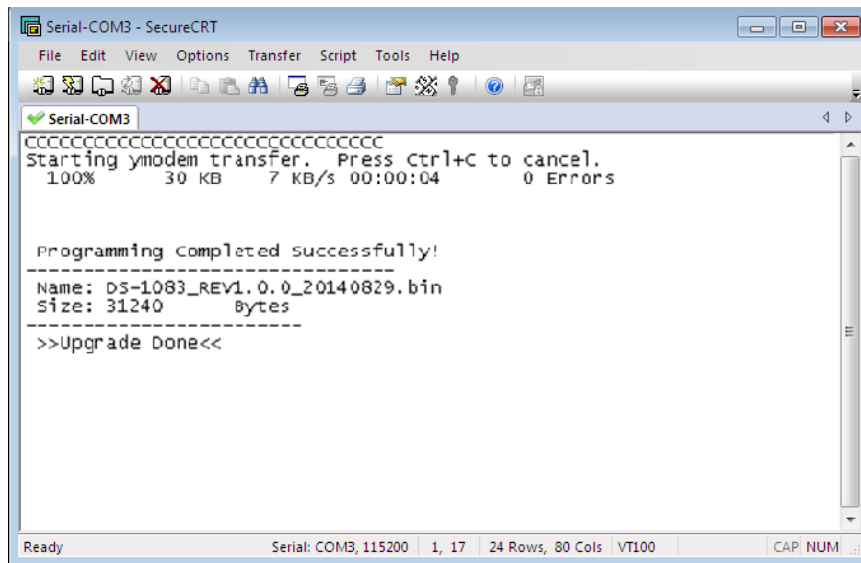 Serial-COM3 - SecureCRT
File Edit View Options Transfer Script Tools Help
Serial-COM3
CCCCCCCCCCCCCCCCCCCCCCCCCCCCCCC
Starting ymodem transfer.  Press Ctrl+C to cancel.
100%      30 KB    7 KB/s 00:00:04       0 Errors
Programming Completed Successfully!
--------------------------------
Name: DS-1083_REV1.0.0_20140829.bin
Size: 31240      Bytes
------------------------
>>Upgrade Done<<
Ready Serial: COM3, 115200 1, 17 24 Rows, 80 Cols VT100 CAP NUM